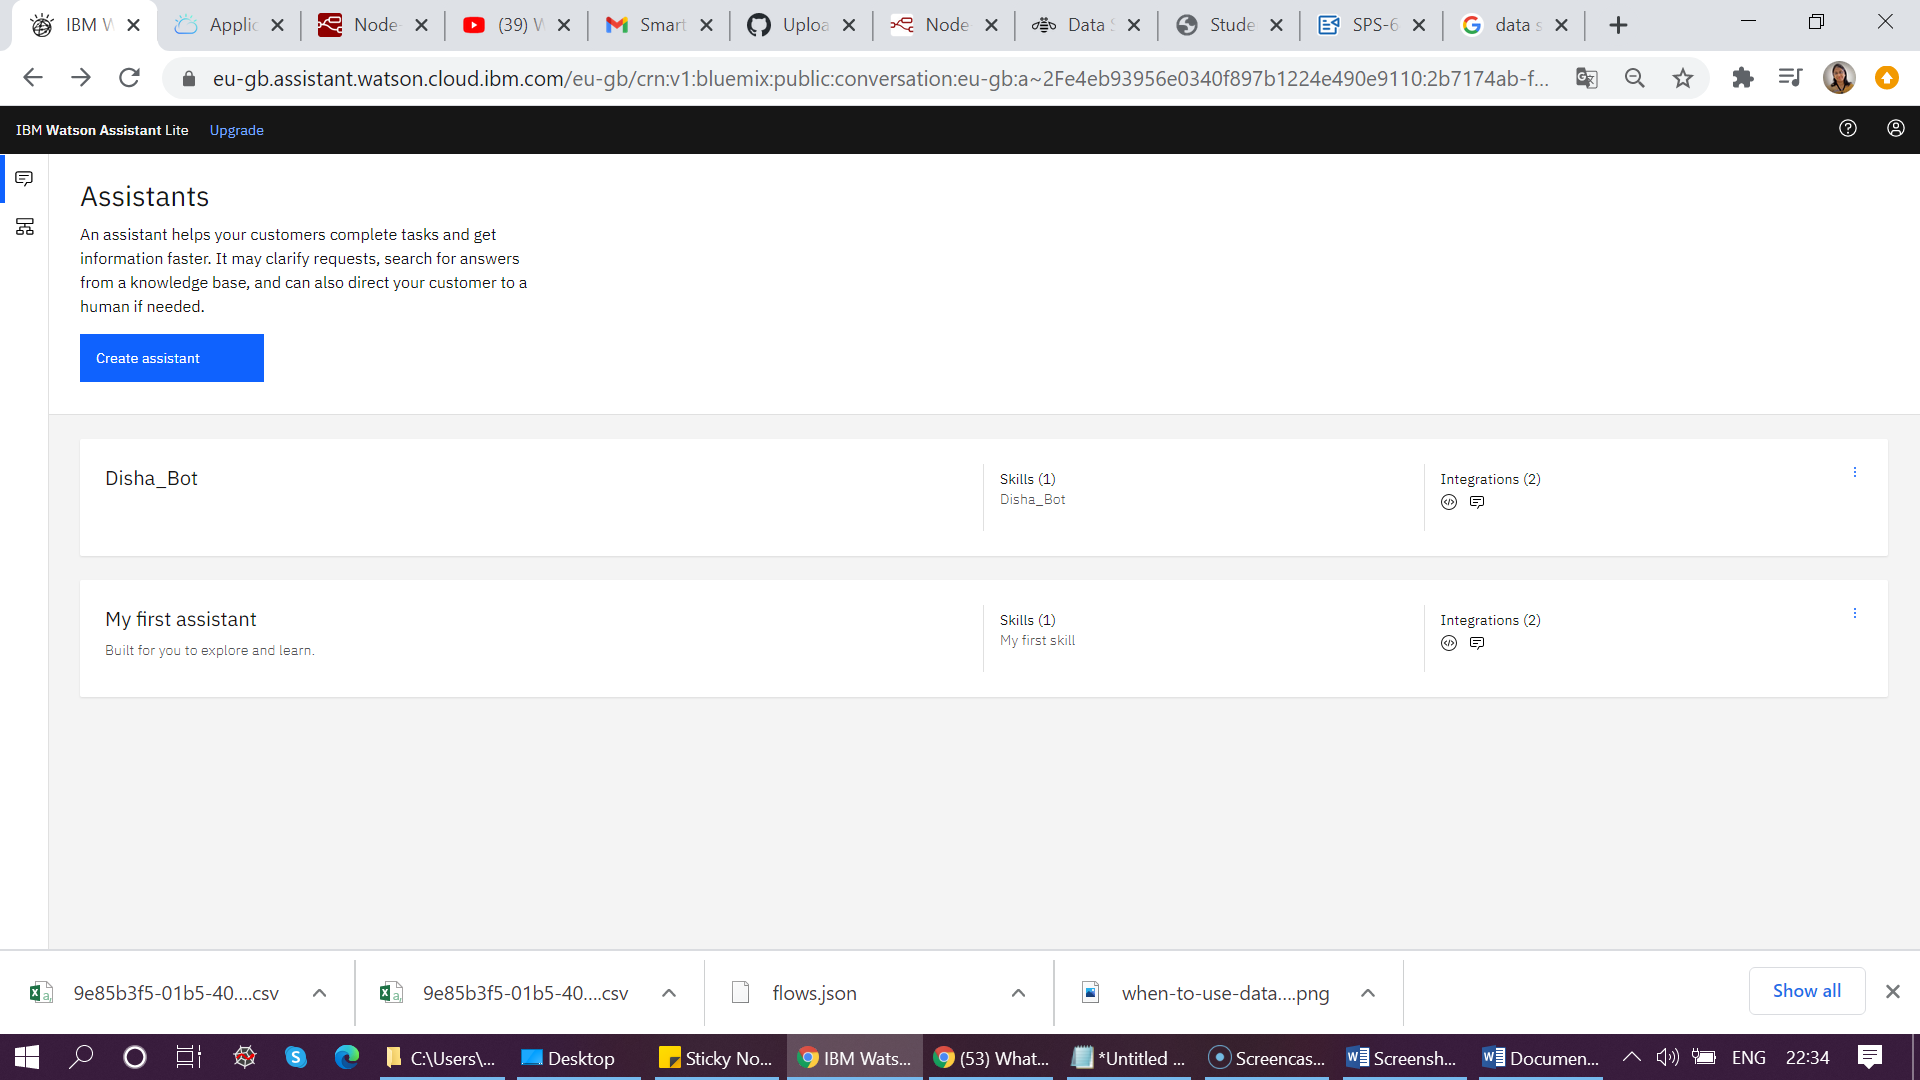 IBM W
Applic
Node-
(39) W
Smart
Uploa
Node-
Data S
Stude
SPS-6
data s
eu-gb.assistant.watson.cloud.ibm.com/eu-gb/crn:v1:bluemix:public:conversation:eu-gb:a~2Fe4eb93956e0340f897b1224e490e9110:2b7174ab-f...
IBM Watson Assistant Lite
Upgrade
Assistants
An assistant helps your customers complete tasks and get
information faster. It may clarify requests, search for answers
from a knowledge base, and can also direct your customer to a
human if needed.
Create assistant
Disha_Bot
Skills (1)
Disha_Bot
Integrations (2)
My first assistant
Built for you to explore and learn.
Skills (1)
My first skill
Integrations (2)
9e85b3f5-01b5-40....csv
9e85b3f5-01b5-40....csv
flows.json
when-to-use-data....png
Show all
C:\Users\...
Desktop
Sticky No...
IBM Wats...
(53) What...
*Untitled ...
Screencas...
Screensh...
Documen...
ENG
22:34